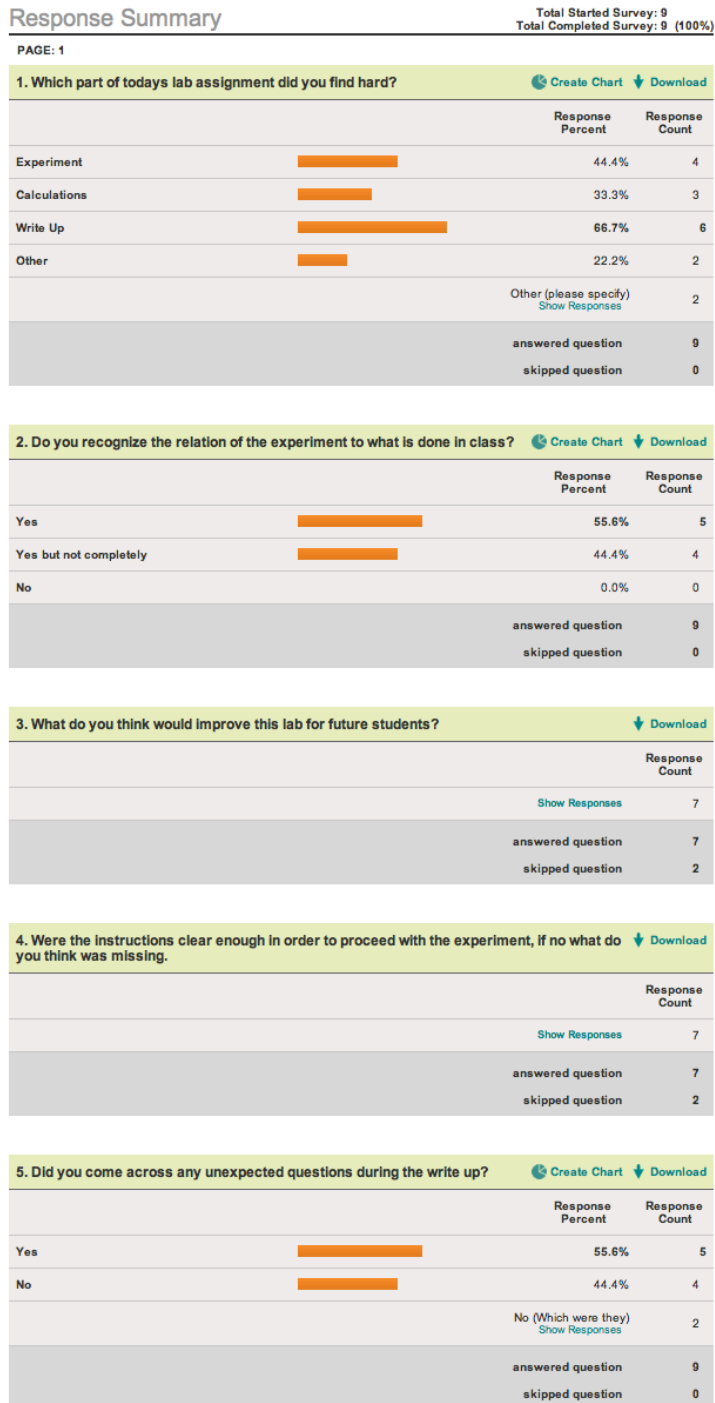 Response Summary
Total Started Survey: 9
Total Completed Survey: 9 (100%)
PAGE: 1
1. Which part of todays lab assignment did you find hard? Create Chart Download
Response Percent Response Count
Experiment 44.4% 4
Calculations 33.3% 3
Write Up 66.7% 6
Other 22.2% 2
Other (please specify) 2
Show Responses
answered question 9
skipped question 0
2. Do you recognize the relation of the experiment to what is done in class? Create Chart Download
Response Percent Response Count
Yes 55.6% 5
Yes but not completely 44.4% 4
No 0.0% 0
answered question 9
skipped question 0
3. What do you think would improve this lab for future students? Download
Response Count
Show Responses 7
answered question 7
skipped question 2
4. Were the instructions clear enough in order to proceed with the experiment, if no what do Download
you think was missing.
Response Count
Show Responses 7
answered question 7
skipped question 2
5. Did you come across any unexpected questions during the write up? Create Chart Download
Response Percent Response Count
Yes 55.6% 5
No 44.4% 4
No (Which were they) 2
Show Responses
answered question 9
skipped question 0